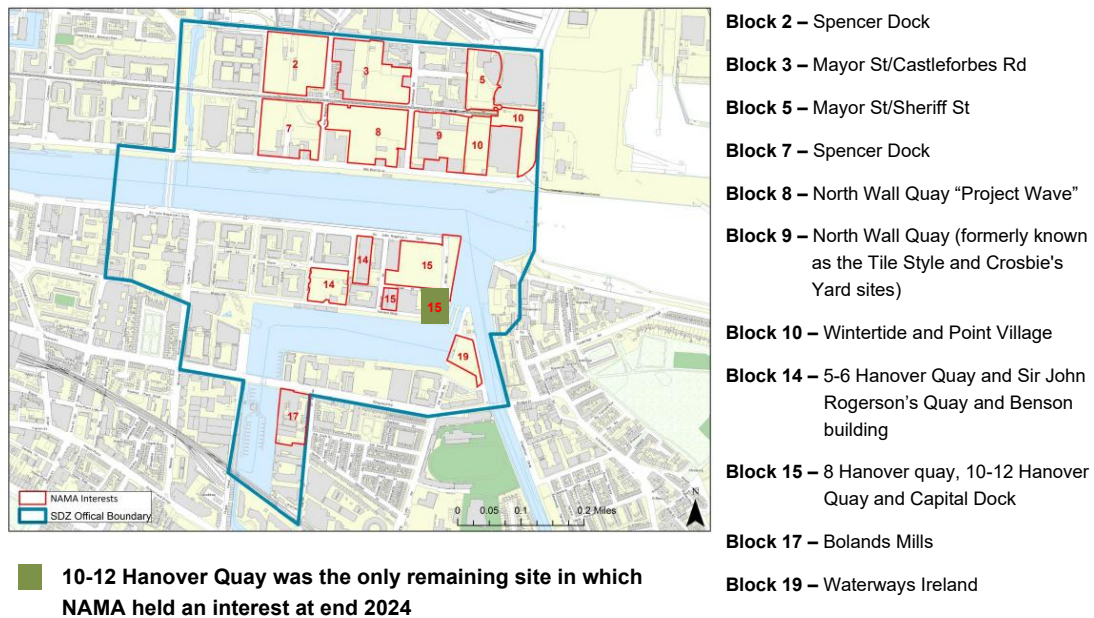 2
3
5
10
7
8
9
10
14
15
14
15
15
19
17
NAMA Interests
SDZ Offical Boundary
0 0.05 0.1 0.2 Miles
N
10-12 Hanover Quay was the only remaining site in which
NAMA held an interest at end 2024
Block 2 – Spencer Dock
Block 3 – Mayor St/Castleforbes Rd
Block 5 – Mayor St/Sheriff St
Block 7 – Spencer Dock
Block 8 – North Wall Quay “Project Wave”
Block 9 – North Wall Quay (formerly known
as the Tile Style and Crosbie's
Yard sites)
Block 10 – Wintertide and Point Village
Block 14 – 5-6 Hanover Quay and Sir John
Rogerson’s Quay and Benson
building
Block 15 – 8 Hanover quay, 10-12 Hanover
Quay and Capital Dock
Block 17 – Bolands Mills
Block 19 – Waterways Ireland